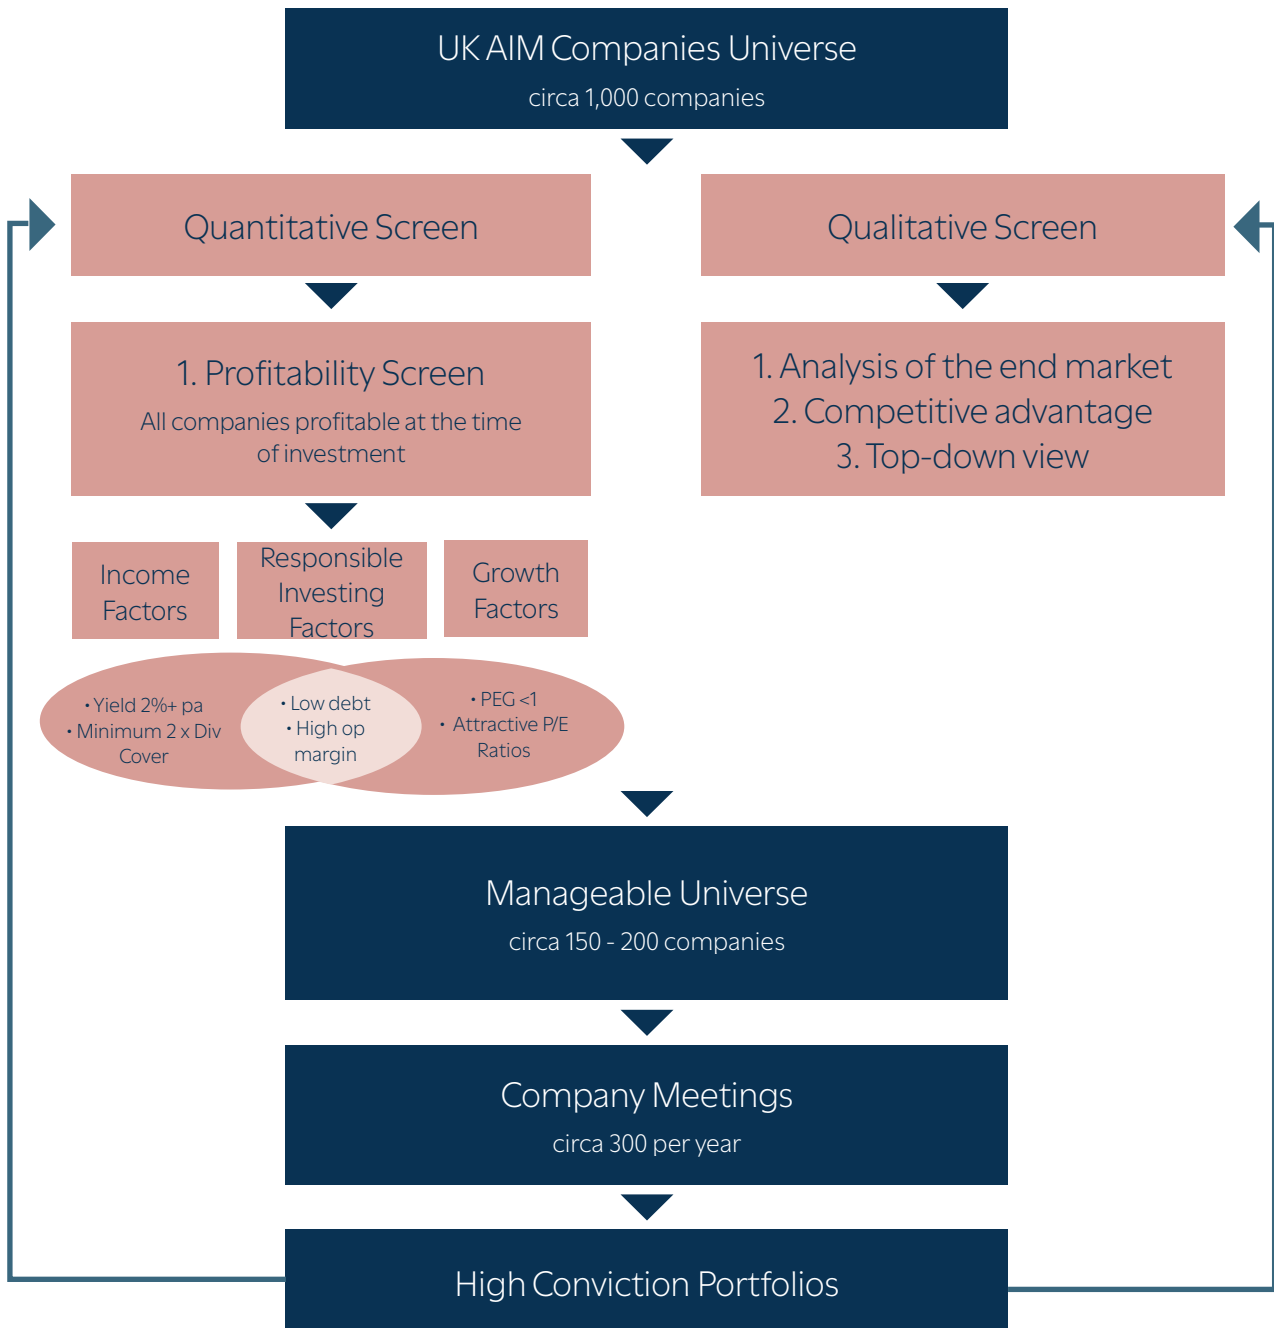 UK AIM Companies Universe
circa 1,000 companies
Quantitative Screen
Qualitative Screen
1. Profitability Screen
All companies profitable at the time
of investment
1. Analysis of the end market
2. Competitive advantage
3. Top-down view
Income
Factors
Responsible
Investing
Factors
Growth
Factors
• Yield 2%+ pa
• Minimum 2 x Div
Cover
• Low debt
• High op
margin
• PEG <1
• Attractive P/E
Ratios
Manageable Universe
circa 150 - 200 companies
Company Meetings
circa 300 per year
High Conviction Portfolios